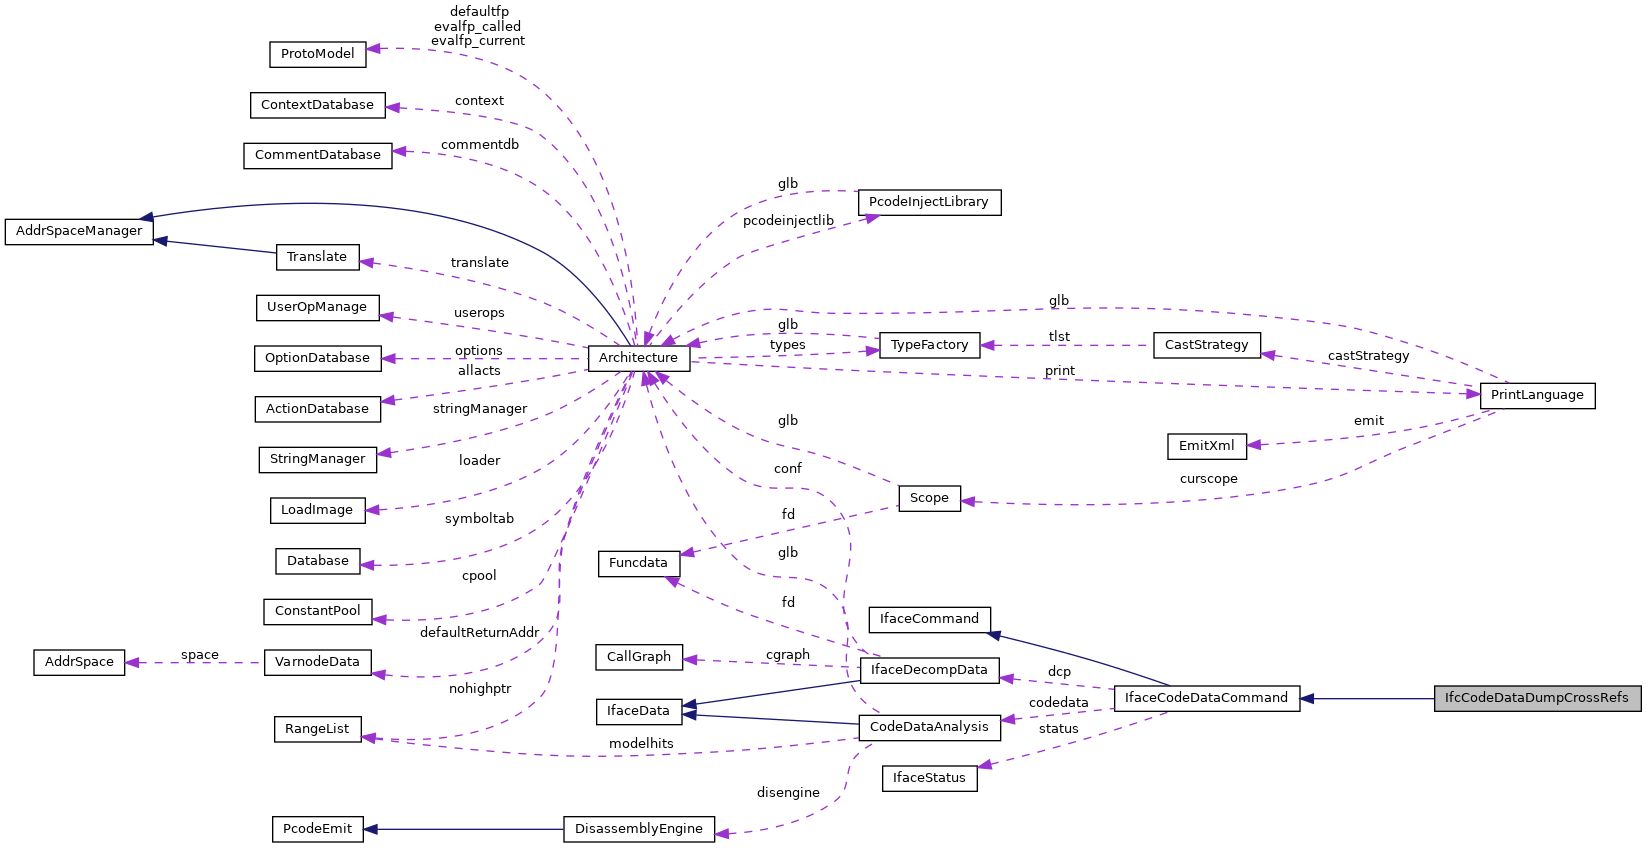 defaultfp
evalfp_called
evalfp_current
ProtoModel
context
ContextDatabase
commentdb
CommentDatabase
glb
PcodeInjectLibrary
pcodeinjectlib
AddrSpaceManager
Translate
translate
UserOpManage
userops
glb
glb
TypeFactory
tlst
CastStrategy
castStrategy
OptionDatabase
options
Architecture
types
allacts
print
PrintLanguage
ActionDatabase
stringManager
glb
emit
EmitXml
StringManager
loader
conf
curscope
Scope
LoadImage
symboltab
fd
Database
Funcdata
glb
cpool
ConstantPool
fd
IfaceCommand
defaultReturnAddr
AddrSpace
space
VarnodeData
CallGraph
cgraph
IfaceDecompData
dcp
nohighptr
IfaceData
codedata
IfaceCodeDataCommand
IfcCodeDataDumpCrossRefs
RangeList
modelhits
CodeDataAnalysis
status
IfaceStatus
disengine
PcodeEmit
DisassemblyEngine